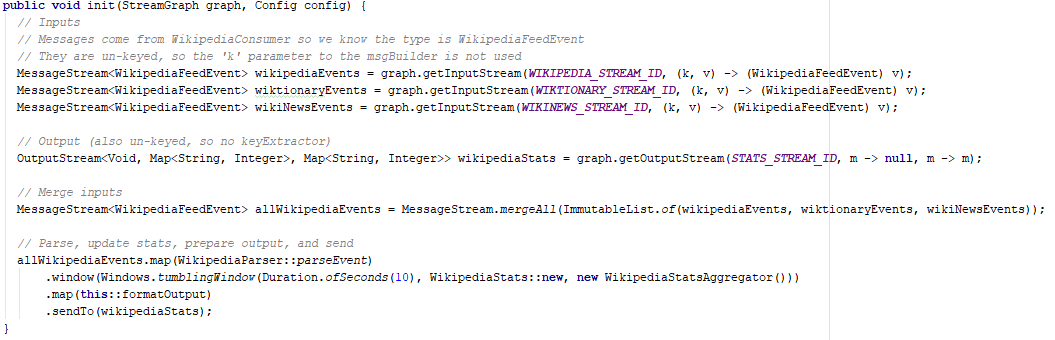 public void init(StreamGraph graph, Config config) {
// Inputs
// Messages come from WikipediaConsumer so we know the type is WikipediaFeedEvent
// They are un-keyed, so the 'k' parameter to the msgBuilder is not used
MessageStream<WikipediaFeedEvent> wikipediaEvents = graph.getInputStream(WIKIPEDIA_STREAM_ID, (k, v) -> (WikipediaFeedEvent) v);
MessageStream<WikipediaFeedEvent> wiktionaryEvents = graph.getInputStream(WIKTIONARY_STREAM_ID, (k, v) -> (WikipediaFeedEvent) v);
MessageStream<WikipediaFeedEvent> wikiNewsEvents = graph.getInputStream(WIKINEWS_STREAM_ID, (k, v) -> (WikipediaFeedEvent) v);
// Output (also un-keyed, so no keyExtractor)
OutputStream<Void, Map<String, Integer>, Map<String, Integer>> wikipediaStats = graph.getOutputStream(STATS_STREAM_ID, m -> null, m -> m);
// Merge inputs
MessageStream<WikipediaFeedEvent> allWikipediaEvents = MessageStream.mergeAll(ImmutableList.of(wikipediaEvents, wiktionaryEvents, wikiNewsEvents));
// Parse, update stats, prepare output, and send
allWikipediaEvents.map(WikipediaParser::parseEvent)
.window(Windows.tumblingWindow(Duration.ofSeconds(10), WikipediaStats::new, new WikipediaStatsAggregator()))
.map(this::formatOutput)
.sendTo(wikipediaStats);
}